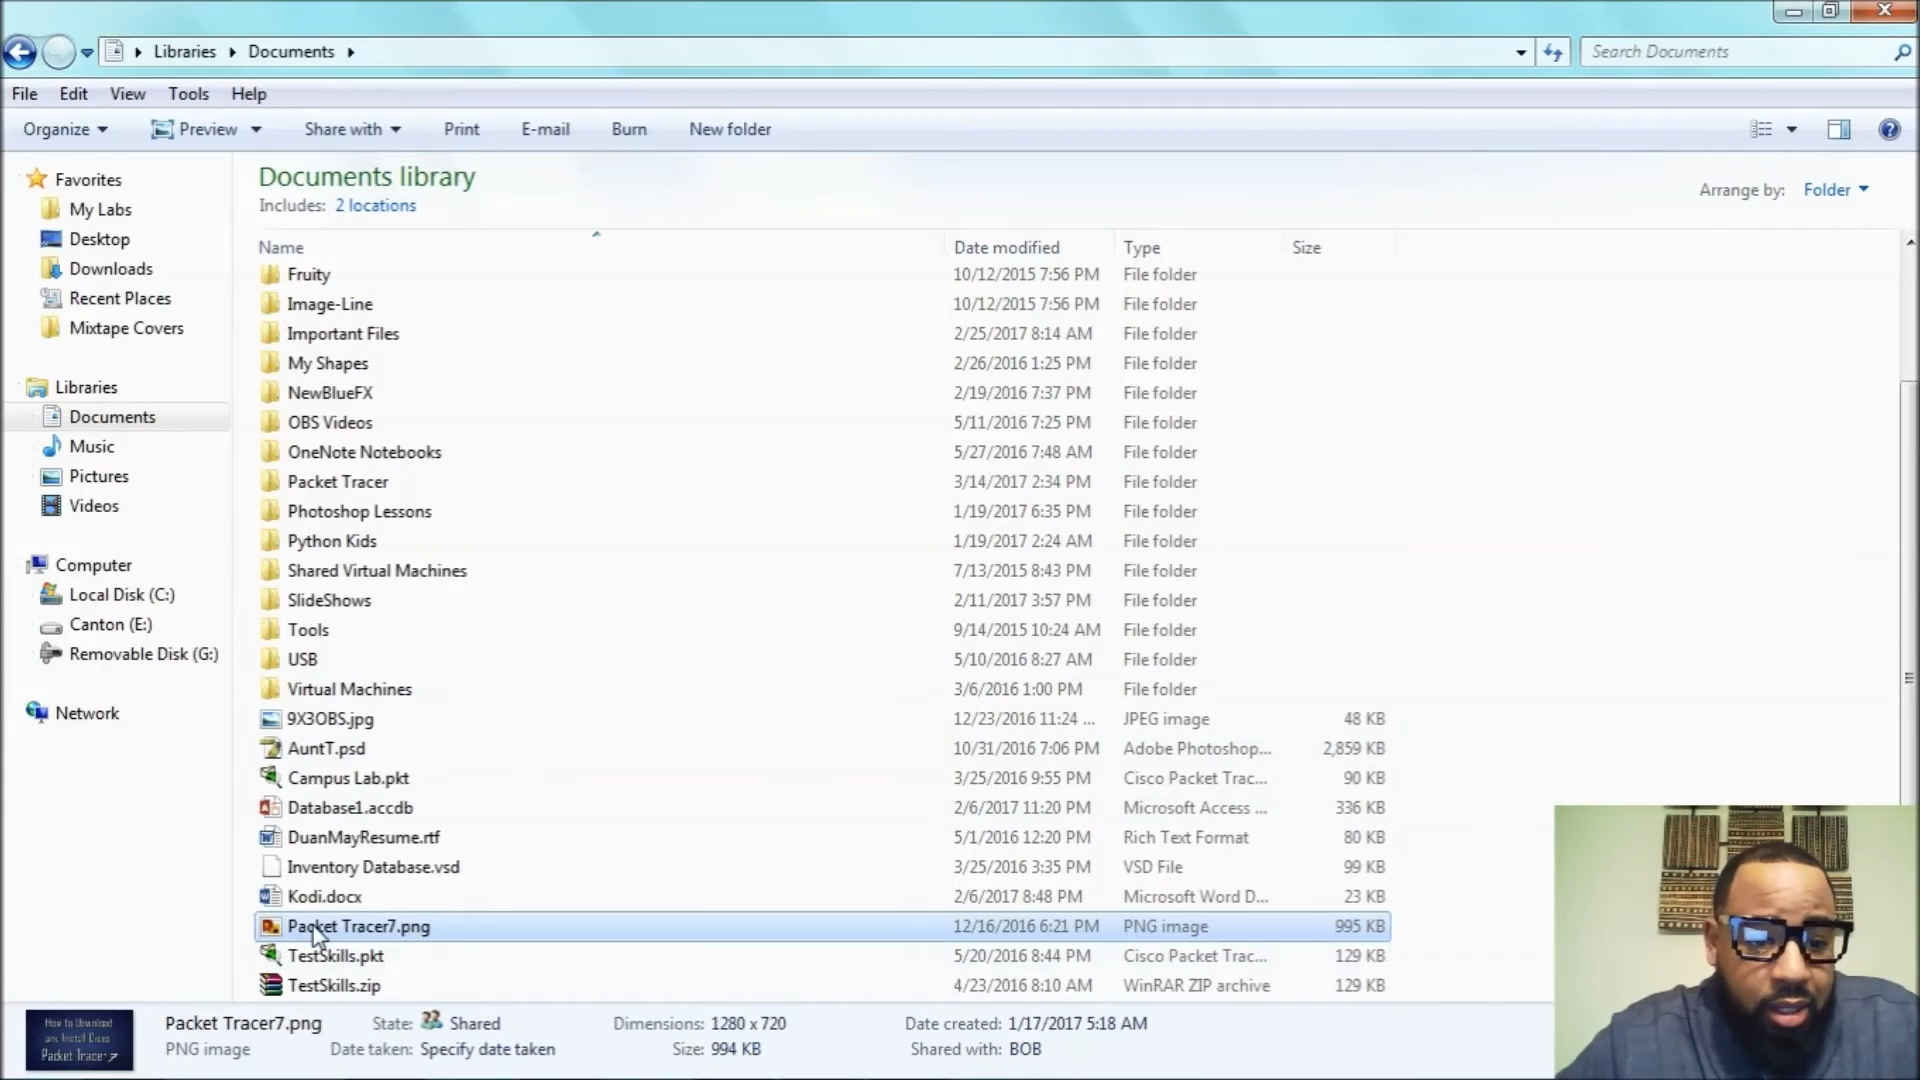 Libraries Documents
Search Documents
File Edit View Tools Help
Organize Preview Share with Print E-mail Burn New folder
Favorites
My Labs
Desktop
Downloads
Recent Places
Mixtape Covers
Libraries
Documents
Music
Pictures
Videos
Computer
Local Disk (C:)
Canton (E:)
Removable Disk (G:)
Network
Documents library
Includes: 2 locations
Arrange by: Folder
Name Date modified Type Size
Fruity 10/12/2015 7:56 PM File folder
Image-Line 10/12/2015 7:56 PM File folder
Important Files 2/25/2017 8:14 AM File folder
My Shapes 2/26/2016 1:25 PM File folder
NewBlueFX 2/19/2016 7:37 PM File folder
OBS Videos 5/11/2016 7:25 PM File folder
OneNote Notebooks 5/27/2016 7:48 AM File folder
Packet Tracer 3/14/2017 2:34 PM File folder
Photoshop Lessons 1/19/2017 6:35 PM File folder
Python Kids 1/19/2017 2:24 AM File folder
Shared Virtual Machines 7/13/2015 8:43 PM File folder
SlideShows 2/11/2017 3:57 PM File folder
Tools 9/14/2015 10:24 AM File folder
USB 5/10/2016 8:27 AM File folder
Virtual Machines 3/6/2016 1:00 PM File folder
9X3OBS.jpg 12/23/2016 11:24 ... JPEG image 48 KB
AuntT.psd 10/31/2016 7:06 PM Adobe Photoshop... 2,859 KB
Campus Lab.pkt 3/25/2016 9:55 PM Cisco Packet Trac... 90 KB
Database1.accdb 2/6/2017 11:20 PM Microsoft Access ... 336 KB
DuanMayResume.rtf 5/1/2016 12:20 PM Rich Text Format 80 KB
Inventory Database.vsd 3/25/2016 3:35 PM VSD File 99 KB
Kodi.docx 2/6/2017 8:48 PM Microsoft Word D... 23 KB
Packet Tracer7.png 12/16/2016 6:21 PM PNG image 995 KB
TestSkills.pkt 5/20/2016 8:44 PM Cisco Packet Trac... 129 KB
TestSkills.zip 4/23/2016 8:10 AM WinRAR ZIP archive 129 KB
How to Download
and Install Cisco
Packet Tracer 7
Packet Tracer7.png State: Shared Dimensions: 1280 x 720 Date created: 1/17/2017 5:18 AM
PNG image Date taken: Specify date taken Size: 994 KB Shared with: BOB